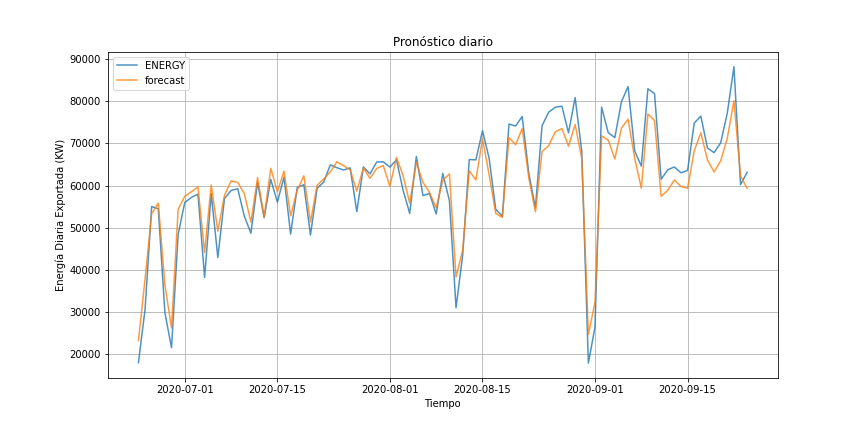 Pronóstico diario
ENERGY
forecast
90000
80000
70000
60000
50000
40000
30000
20000
Energía Diaria Exportada (KW)
2020-07-01
2020-07-15
2020-08-01
2020-08-15
2020-09-01
2020-09-15
Tiempo